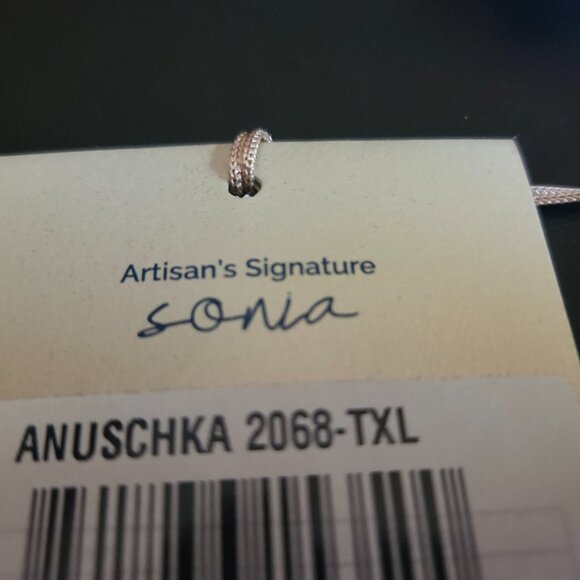 Artisan's Signature
sonia
ANUSCHKA 2068-TXL